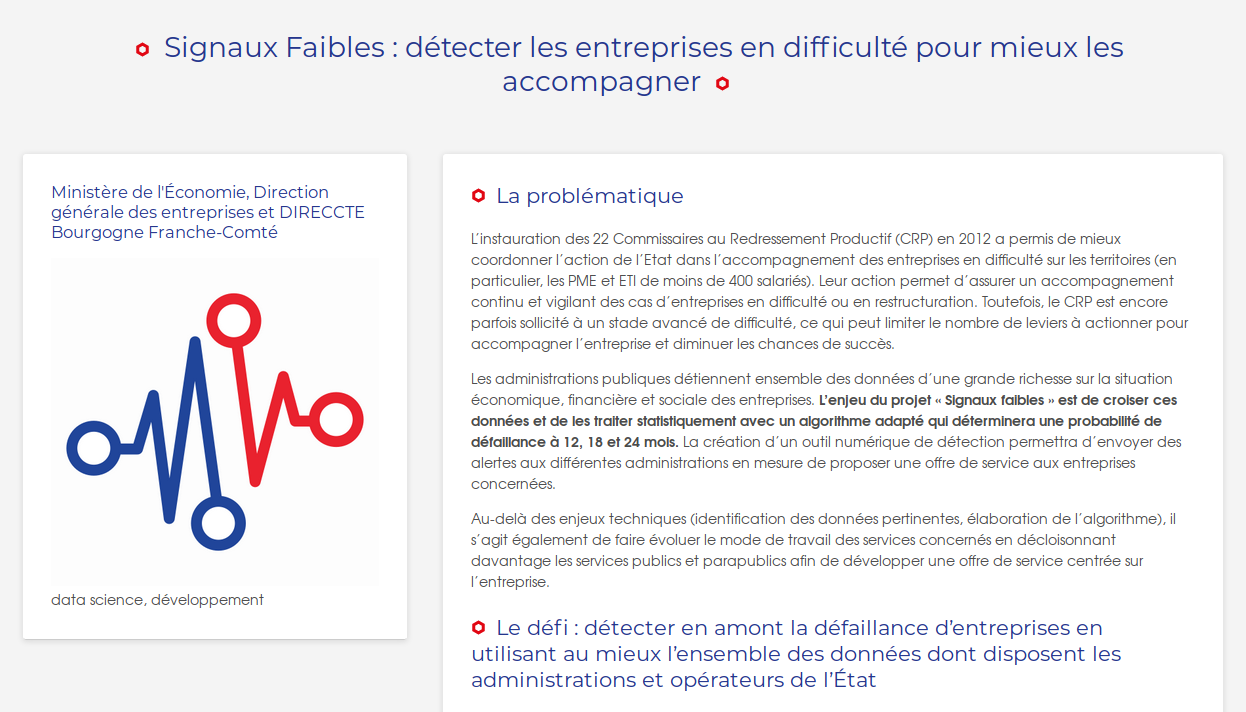 Signaux Faibles : détecter les entreprises en difficulté pour mieux les
accompagner
Ministère de l'Économie, Direction
générale des entreprises et DIRECCTE
Bourgogne Franche-Comté
data science, développement
La problématique
L’instauration des 22 Commissaires au Redressement Productif (CRP) en 2012 a permis de mieux
coordonner l’action de l’Etat dans l’accompagnement des entreprises en difficulté sur les territoires (en
particulier, les PME et ETI de moins de 400 salariés). Leur action permet d’assurer un accompagnement
continu et vigilant des cas d’entreprises en difficulté ou en restructuration. Toutefois, le CRP est encore
parfois sollicité à un stade avancé de difficulté, ce qui peut limiter le nombre de leviers à actionner pour
accompagner l’entreprise et diminuer les chances de succès.
Les administrations publiques détiennent ensemble des données d’une grande richesse sur la situation
économique, financière et sociale des entreprises. L’enjeu du projet « Signaux faibles » est de croiser ces
données et de les traiter statistiquement avec un algorithme adapté qui déterminera une probabilité de
défaillance à 12, 18 et 24 mois. La création d’un outil numérique de détection permettra d’envoyer des
alertes aux différentes administrations en mesure de proposer une offre de service aux entreprises
concernées.
Au-delà des enjeux techniques (identification des données pertinentes, élaboration de l’algorithme), il
s’agit également de faire évoluer le mode de travail des services concernés en décloisonnant
davantage les services publics et parapublics afin de développer une offre de service centrée sur
l’entreprise.
Le défi : détecter en amont la défaillance d’entreprises en
utilisant au mieux l’ensemble des données dont disposent les
administrations et opérateurs de l’État